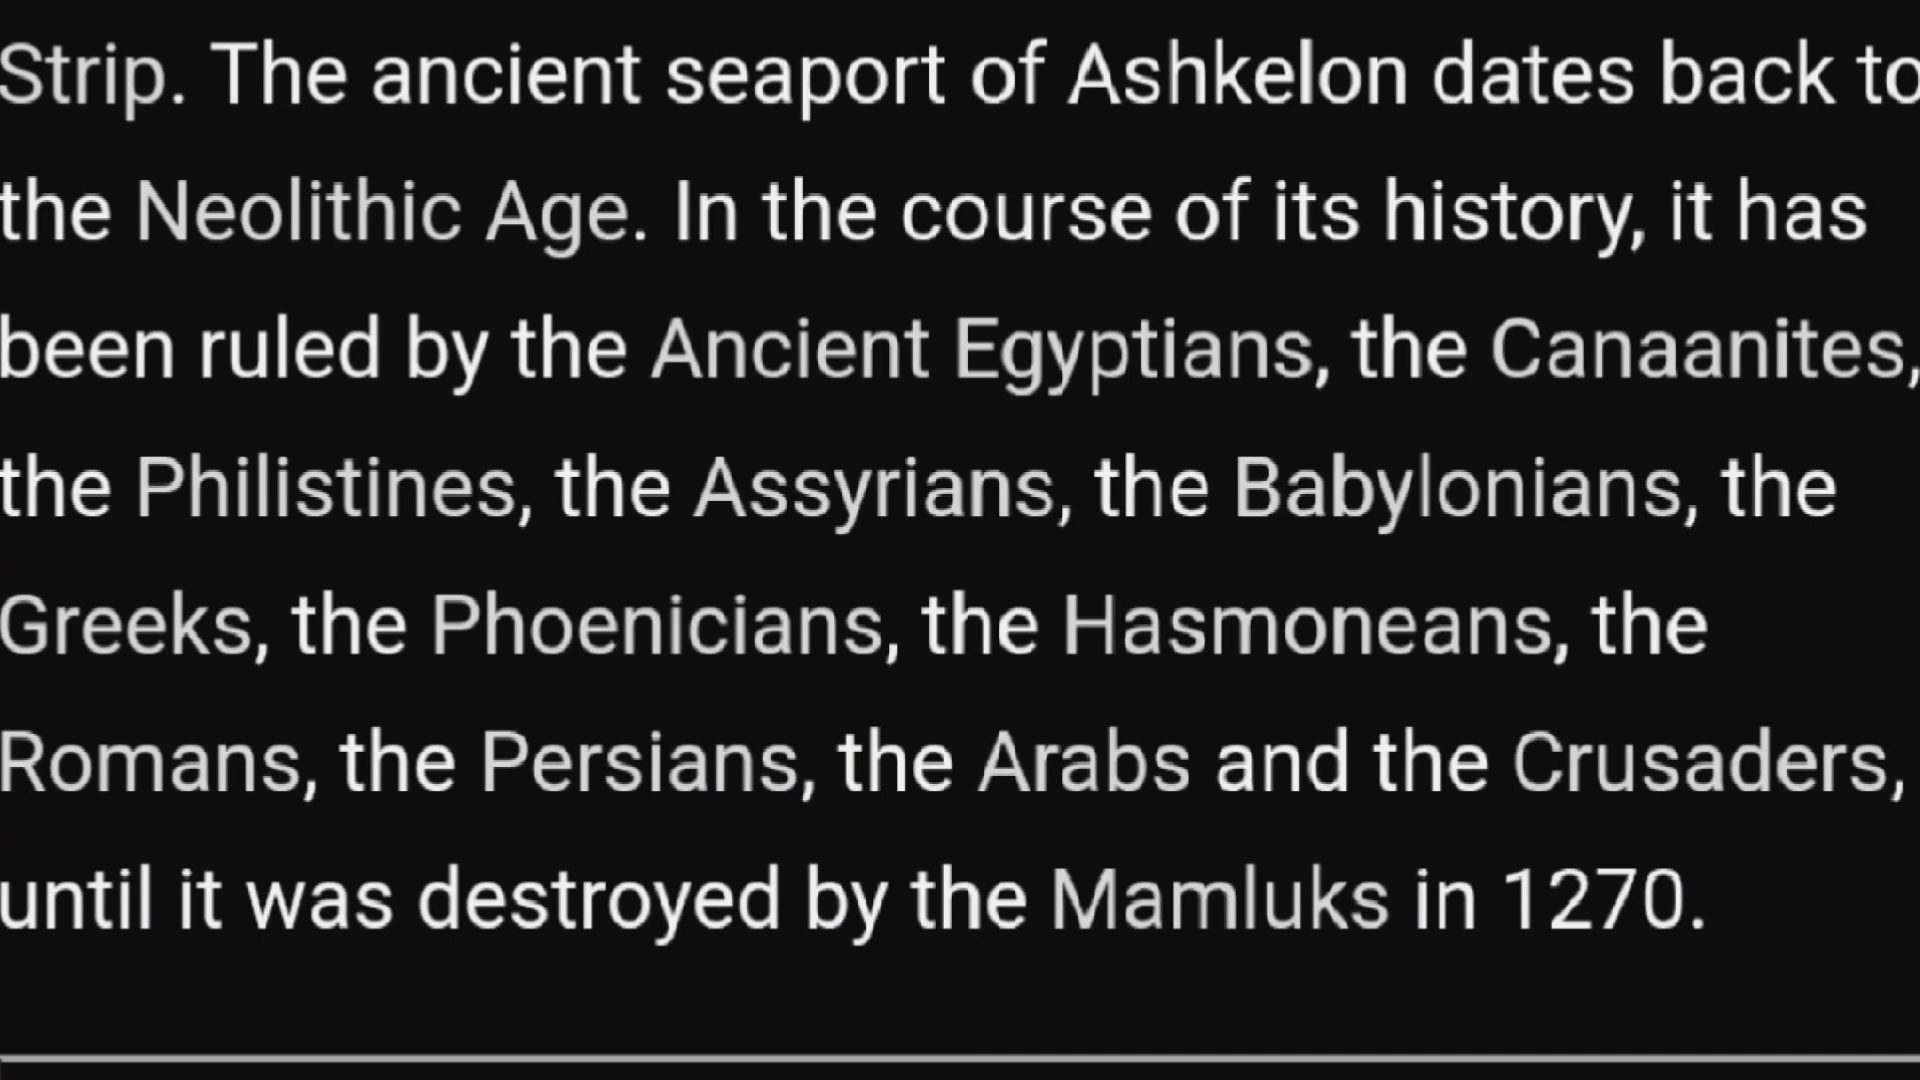 Strip. The ancient seaport of Ashkelon dates back to
the Neolithic Age. In the course of its history, it has
been ruled by the Ancient Egyptians, the Canaanites,
the Philistines, the Assyrians, the Babylonians, the
Greeks, the Phoenicians, the Hasmoneans, the
Romans, the Persians, the Arabs and the Crusaders,
until it was destroyed by the Mamluks in 1270.